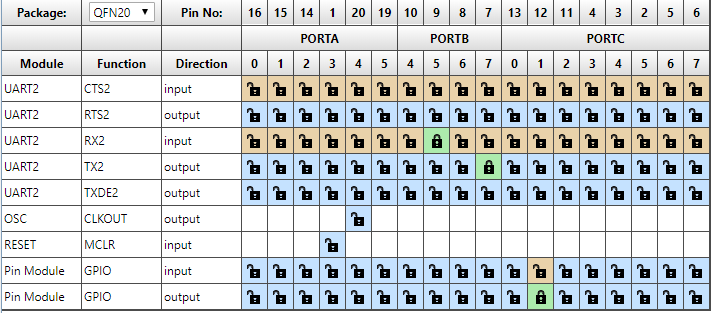 Package: QFN20 Pin No: 16 15 14 1 20 19 10 9 8 7 13 12 11 4 3 2 5 6
PORTA PORTB PORTC
Module Function Direction 0 1 2 3 4 5 4 5 6 7 0 1 2 3 4 5 6 7
UART2 CTS2 input
UART2 RTS2 output
UART2 RX2 input
UART2 TX2 output
UART2 TXDE2 output
OSC CLKOUT output
RESET MCLR input
Pin Module GPIO input
Pin Module GPIO output